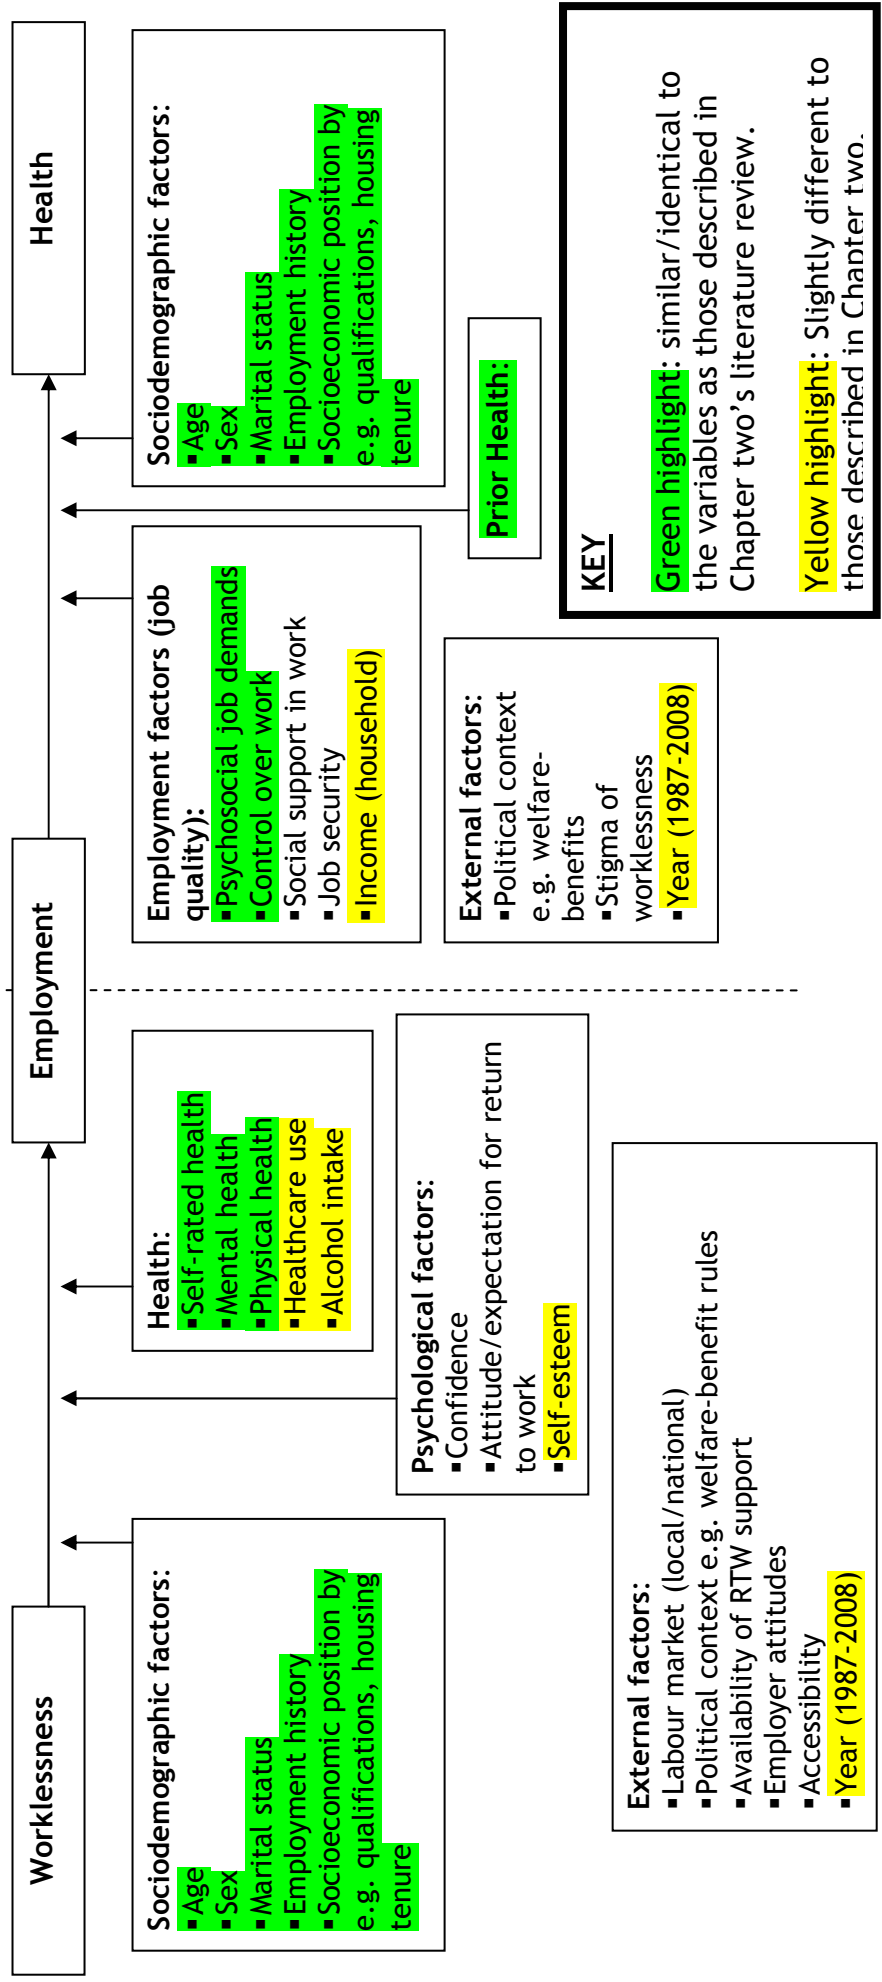 Worklessness
Employment
Health
Sociodemographic factors:
▪Age
▪Sex
▪Marital status
▪Employment history
▪Socioeconomic position by
e.g. qualifications, housing
tenure
Health:
▪Self-rated health
▪Mental health
▪Physical health
▪Healthcare use
▪Alcohol intake
Psychological factors:
▪Confidence
▪Attitude/expectation for return
to work
▪Self-esteem
External factors:
▪Labour market (local/national)
▪Political context e.g. welfare-benefit rules
▪Availability of RTW support
▪Employer attitudes
▪Accessibility
▪Year (1987-2008)
Employment factors (job
quality):
▪Psychosocial job demands
▪Control over work
▪Social support in work
▪Job security
▪Income (household)
External factors:
▪Political context
e.g. welfare-
benefits
▪Stigma of
worklessness
▪Year (1987-2008)
Sociodemographic factors:
▪Age
▪Sex
▪Marital status
▪Employment history
▪Socioeconomic position by
e.g. qualifications, housing
tenure
Prior Health:
KEY
Green highlight: similar/identical to
the variables as those described in
Chapter two's literature review.
Yellow highlight: Slightly different to
those described in Chapter two.